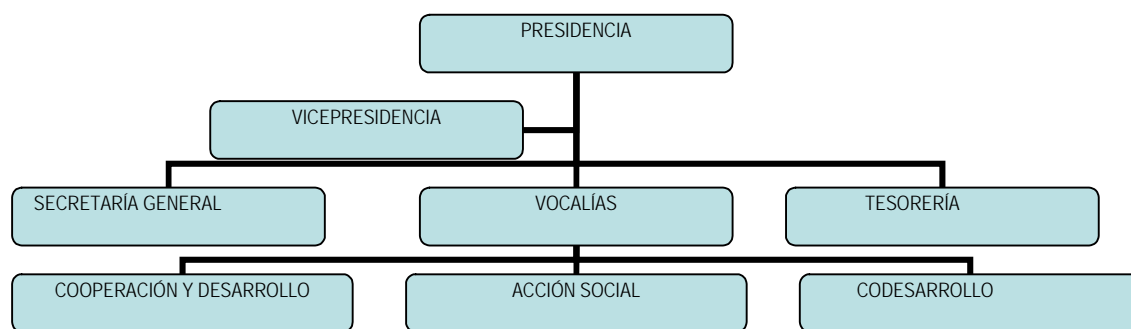 PRESIDENCIA
VICEPRESIDENCIA
SECRETARÍA GENERAL
VOCALÍAS
TESORERÍA
COOPERACIÓN Y DESARROLLO
ACCIÓN SOCIAL
CODESARROLLO